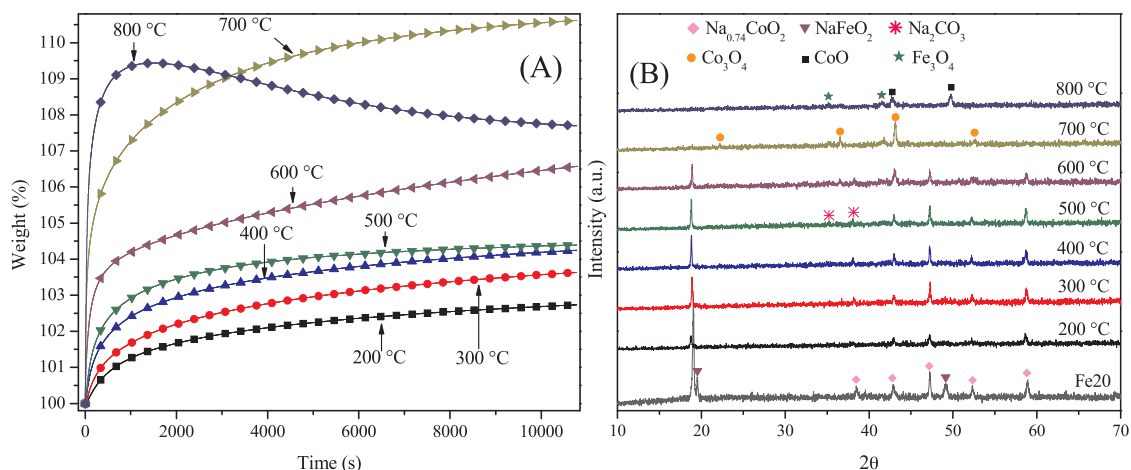 (A)
800 °C
700 °C
600 °C
500 °C
400 °C
200 °C
300 °C
110
109
108
107
106
105
104
103
102
101
100
Weight (%)
0 2000 4000 6000 8000 10000
Time (s)
(B)
Na0.74CoO2 NaFeO2 Na2CO3
Co3O4 CoO Fe3O4
800 °C
700 °C
600 °C
500 °C
400 °C
300 °C
200 °C
Fe20
Intensity (a.u.)
10 20 30 40 50 60 70
2θ